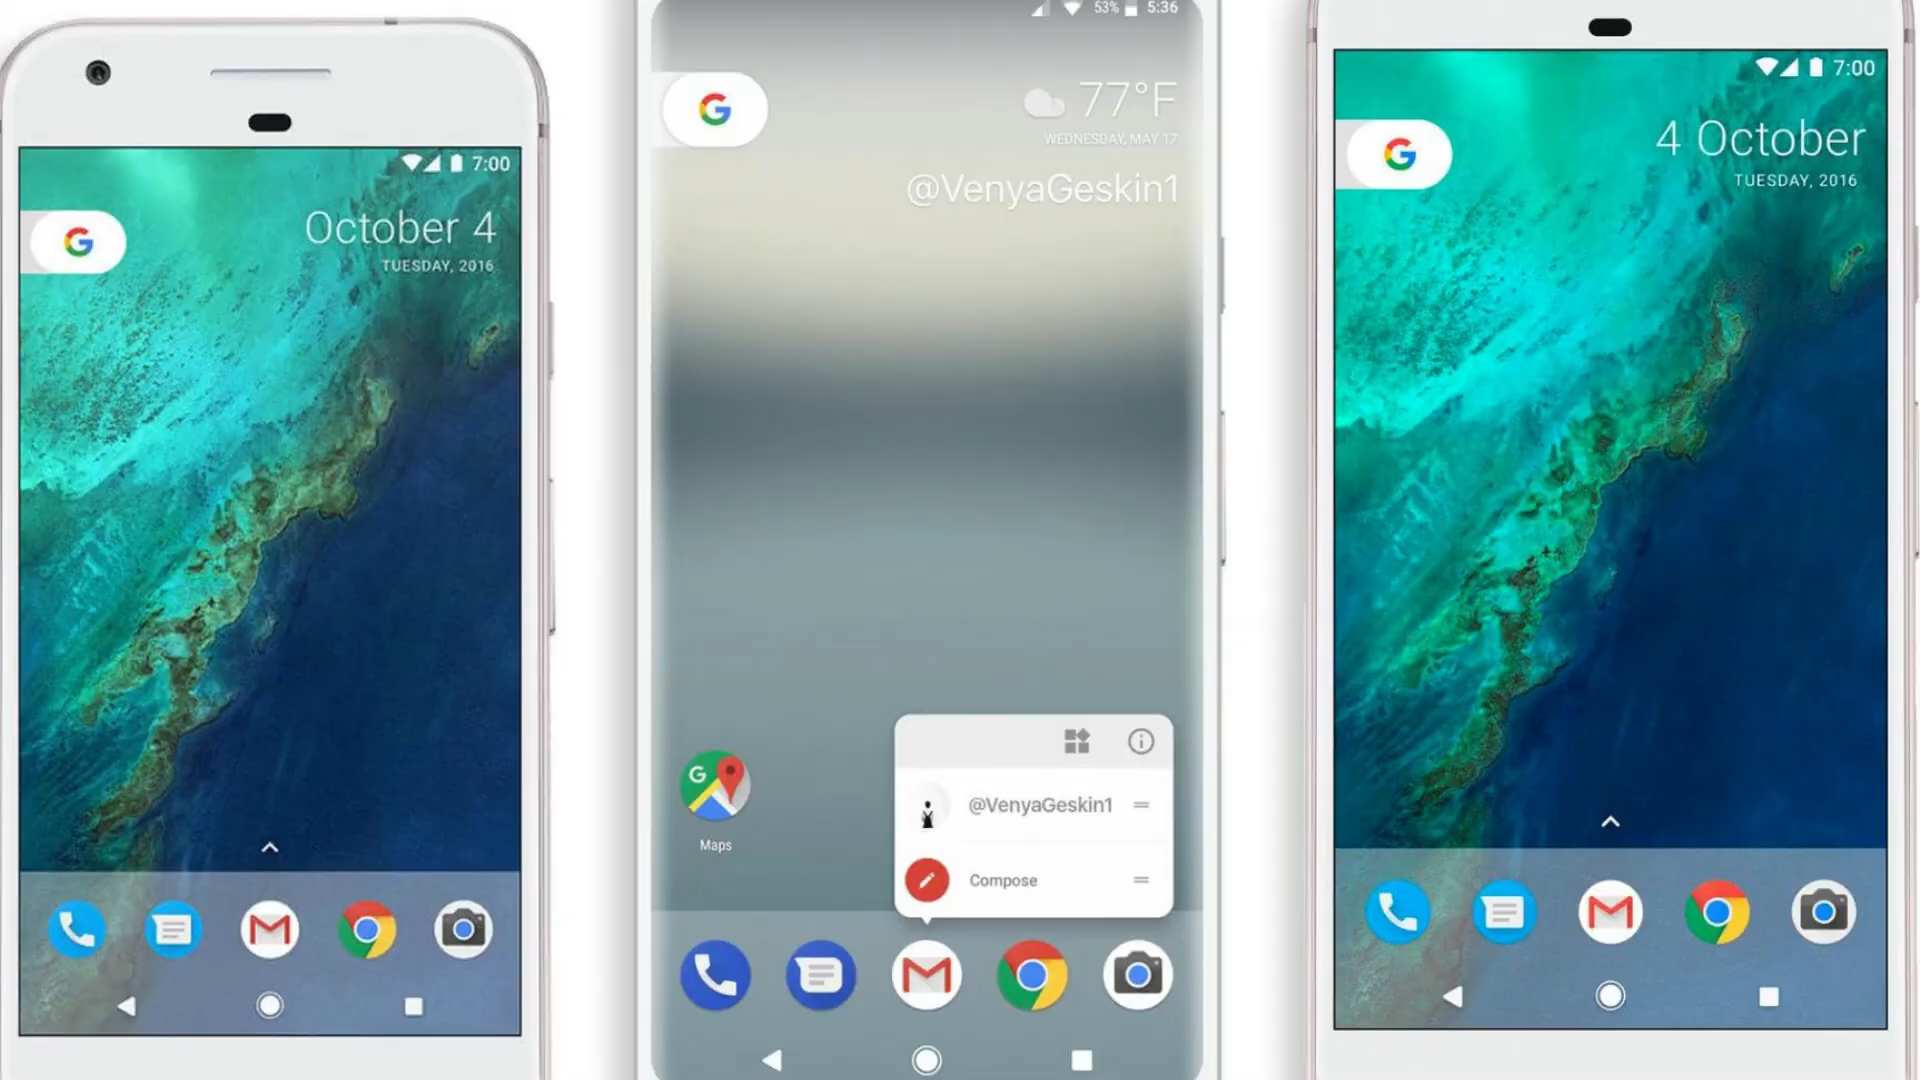 7:00
October 4
TUESDAY, 2016
G
53% 5:36
G
77°F
WEDNESDAY, MAY 17
@VenyaGeskin1
G
Maps
@VenyaGeskin1
Compose
7:00
G
4 October
TUESDAY, 2016